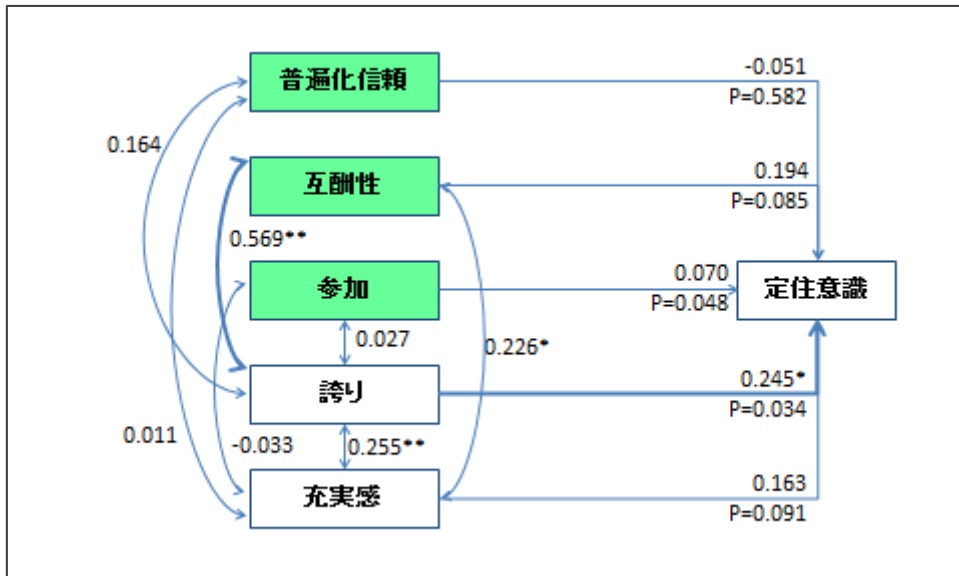 普遍化信頼
-0.051
P=0.582
0.164
互酬性
0.194
P=0.085
0.569**
参加
0.070
P=0.048
定住意識
0.027
0.226*
誇り
0.245*
P=0.034
0.011
-0.033
0.255**
充実感
0.163
P=0.091